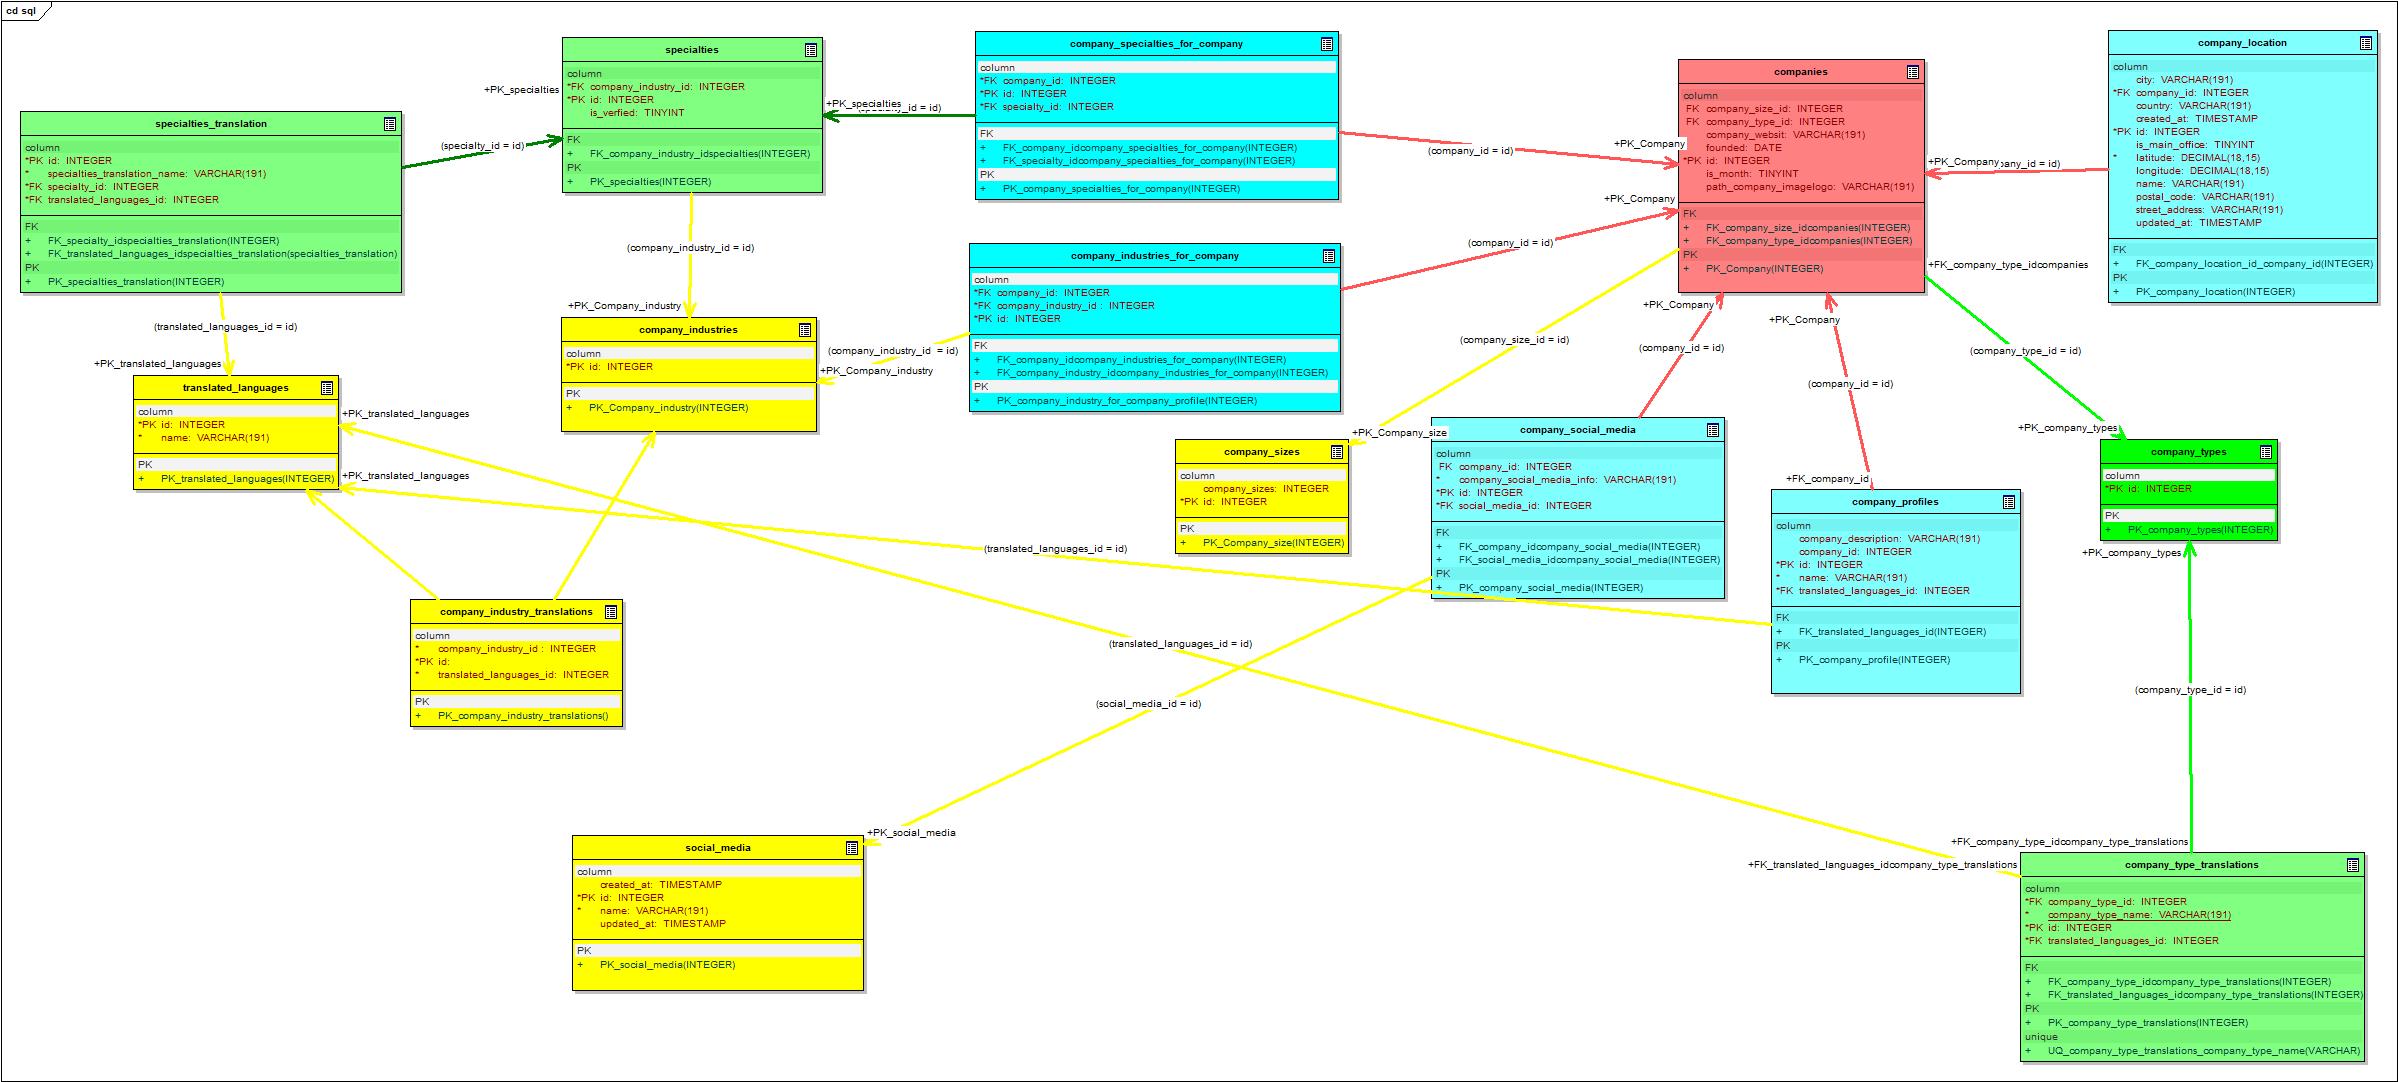 cd sql
specialties
column
*FK company_industry_id: INTEGER
*PK id: INTEGER
is_verfied: TINYINT
FK
+ FK_company_industry_idspecialties(INTEGER)
PK
+ PK_specialties(INTEGER)
company_specialties_for_company
column
*FK company_id: INTEGER
*PK id: INTEGER
*FK specialty_id: INTEGER
FK
+ FK_company_idcompany_specialties_for_company(INTEGER)
+ FK_specialty_idcompany_specialties_for_company(INTEGER)
PK
+ PK_company_specialties_for_company(INTEGER)
companies
column
FK company_size_id: INTEGER
FK company_type_id: INTEGER
company_websit: VARCHAR(191)
founded: DATE
*PK id: INTEGER
is_month: TINYINT
path_company_imagelogo: VARCHAR(191)
FK
+ FK_company_size_idcompanies(INTEGER)
+ FK_company_type_idcompanies(INTEGER)
PK
+ PK_Company(INTEGER)
company_location
column
city: VARCHAR(191)
*FK company_id: INTEGER
country: VARCHAR(191)
created_at: TIMESTAMP
*PK id: INTEGER
is_main_office: TINYINT
* latitude: DECIMAL(18,15)
longitude: DECIMAL(18,15)
name: VARCHAR(191)
postal_code: VARCHAR(191)
street_address: VARCHAR(191)
updated_at: TIMESTAMP
FK
+ FK_company_location_id_company_id(INTEGER)
PK
+ PK_company_location(INTEGER)
specialties_translation
column
*PK id: INTEGER
* specialties_translation_name: VARCHAR(191)
*FK specialty_id: INTEGER
*FK translated_languages_id: INTEGER
FK
+ FK_specialty_idspecialties_translation(INTEGER)
+ FK_translated_languages_idspecialties_translation(specialties_translation)
PK
+ PK_specialties_translation(INTEGER)
+PK_specialties
(specialty_id = id)
+PK_specialties
_id = id)
(company_id = id)
+PK_Company
+PK_Company
any_id = id)
+PK_Company
(company_id = id)
(company_industry_id = id)
+PK_Company_industry
company_industries_for_company
column
*FK company_id: INTEGER
*FK company_industry_id : INTEGER
*PK id: INTEGER
FK
+ FK_company_idcompany_industries_for_company(INTEGER)
+ FK_company_industry_idcompany_industries_for_company(INTEGER)
PK
+ PK_company_industry_for_company_profile(INTEGER)
+FK_company_type_idcompanies
(translated_languages_id = id)
+PK_translated_languages
company_industries
column
*PK id: INTEGER
PK
+ PK_Company_industry(INTEGER)
(company_industry_id = id)
+PK_Company_industry
+PK_Company
+PK_Company
(company_size_id = id)
(company_id = id)
(company_id = id)
(company_type_id = id)
translated_languages
column
*PK id: INTEGER
* name: VARCHAR(191)
PK
+ PK_translated_languages(INTEGER)
+PK_translated_languages
+PK_translated_languages
+PK_Company_size
company_sizes
column
company_sizes: INTEGER
*PK id: INTEGER
PK
+ PK_Company_size(INTEGER)
company_social_media
column
FK company_id: INTEGER
* company_social_media_info: VARCHAR(191)
*PK id: INTEGER
*FK social_media_id: INTEGER
FK
+ FK_company_idcompany_social_media(INTEGER)
+ FK_social_media_idcompany_social_media(INTEGER)
PK
+ PK_company_social_media(INTEGER)
+FK_company_id
company_profiles
column
company_description: VARCHAR(191)
company_id: INTEGER
*PK id: INTEGER
* name: VARCHAR(191)
*FK translated_languages_id: INTEGER
FK
+ FK_translated_languages_id(INTEGER)
PK
+ PK_company_profile(INTEGER)
+PK_company_types
company_types
column
*PK id: INTEGER
PK
+ PK_company_types(INTEGER)
+PK_company_types
(translated_languages_id = id)
company_industry_translations
column
* company_industry_id : INTEGER
*PK id:
* translated_languages_id: INTEGER
PK
+ PK_company_industry_translations()
(translated_languages_id = id)
(social_media_id = id)
(company_type_id = id)
+PK_social_media
social_media
column
created_at: TIMESTAMP
*PK id: INTEGER
* name: VARCHAR(191)
updated_at: TIMESTAMP
PK
+ PK_social_media(INTEGER)
+FK_company_type_idcompany_type_translations
+FK_translated_languages_idcompany_type_translations
company_type_translations
column
*FK company_type_id: INTEGER
* company_type_name: VARCHAR(191)
*PK id: INTEGER
*FK translated_languages_id: INTEGER
FK
+ FK_company_type_idcompany_type_translations(INTEGER)
+ FK_translated_languages_idcompany_type_translations(INTEGER)
PK
+ PK_company_type_translations(INTEGER)
unique
+ UQ_company_type_translations_company_type_name(VARCHAR)